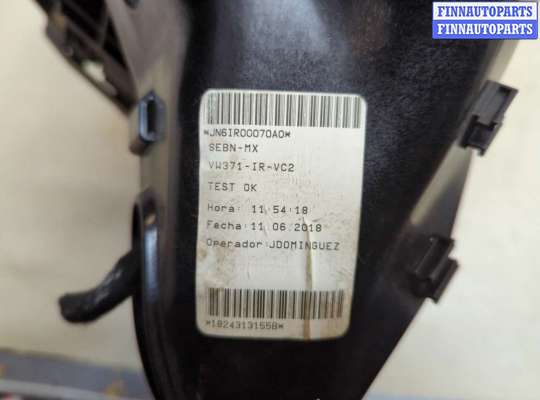 FINNAUTOPARTS
FINNAUTOPARTS
*JN6IR00070A0*
SEBN-MX
VW371-IR-VC2
TEST OK
Hora: 11:54:18
Fecha: 11.06.2018
Operador:JDOMINGUEZ
*18243131558*